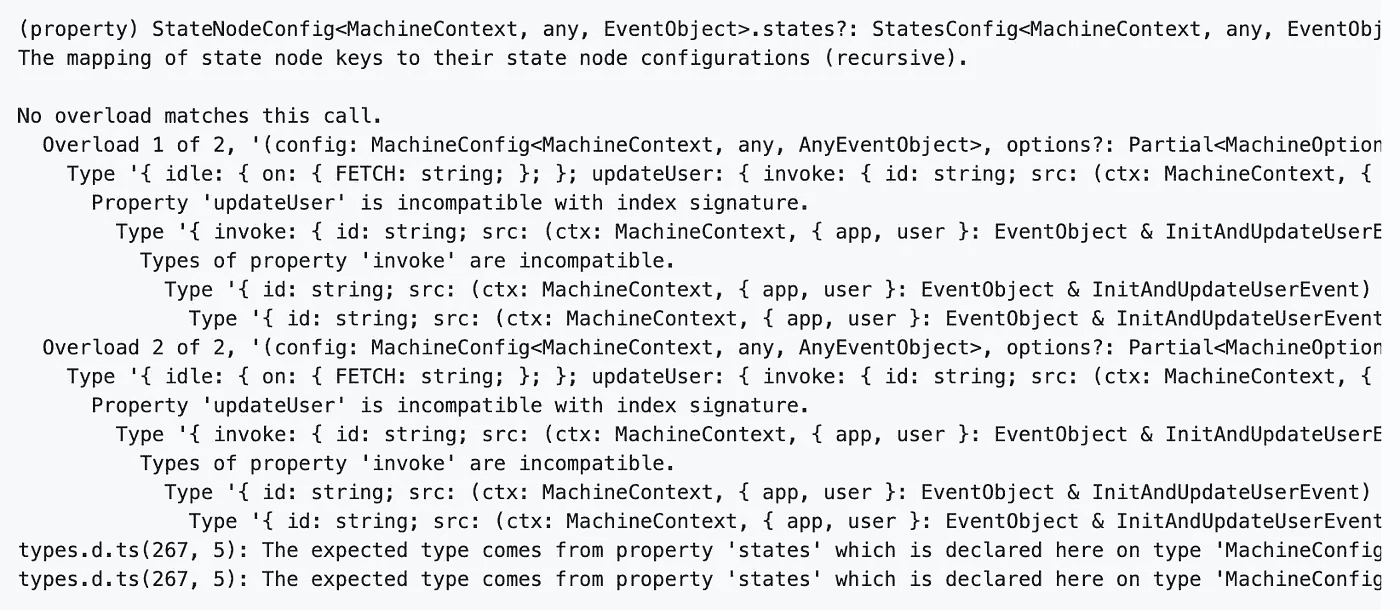 (property) StateNodeConfig<MachineContext, any, EventObject>.states?: StatesConfig<MachineContext, any, EventObj
The mapping of state node keys to their state node configurations (recursive).

No overload matches this call.
  Overload 1 of 2, '(config: MachineConfig<MachineContext, any, AnyEventObject>, options?: Partial<MachineOption
    Type '{ idle: { on: { FETCH: string; }; }; updateUser: { invoke: { id: string; src: (ctx: MachineContext, {
      Property 'updateUser' is incompatible with index signature.
        Type '{ invoke: { id: string; src: (ctx: MachineContext, { app, user }: EventObject & InitAndUpdateUserE
          Types of property 'invoke' are incompatible.
            Type '{ id: string; src: (ctx: MachineContext, { app, user }: EventObject & InitAndUpdateUserEvent)
              Type '{ id: string; src: (ctx: MachineContext, { app, user }: EventObject & InitAndUpdateUserEvent
  Overload 2 of 2, '(config: MachineConfig<MachineContext, any, AnyEventObject>, options?: Partial<MachineOption
    Type '{ idle: { on: { FETCH: string; }; }; updateUser: { invoke: { id: string; src: (ctx: MachineContext, {
      Property 'updateUser' is incompatible with index signature.
        Type '{ invoke: { id: string; src: (ctx: MachineContext, { app, user }: EventObject & InitAndUpdateUserE
          Types of property 'invoke' are incompatible.
            Type '{ id: string; src: (ctx: MachineContext, { app, user }: EventObject & InitAndUpdateUserEvent)
              Type '{ id: string; src: (ctx: MachineContext, { app, user }: EventObject & InitAndUpdateUserEvent
types.d.ts(267, 5): The expected type comes from property 'states' which is declared here on type 'MachineConfig
types.d.ts(267, 5): The expected type comes from property 'states' which is declared here on type 'MachineConfig